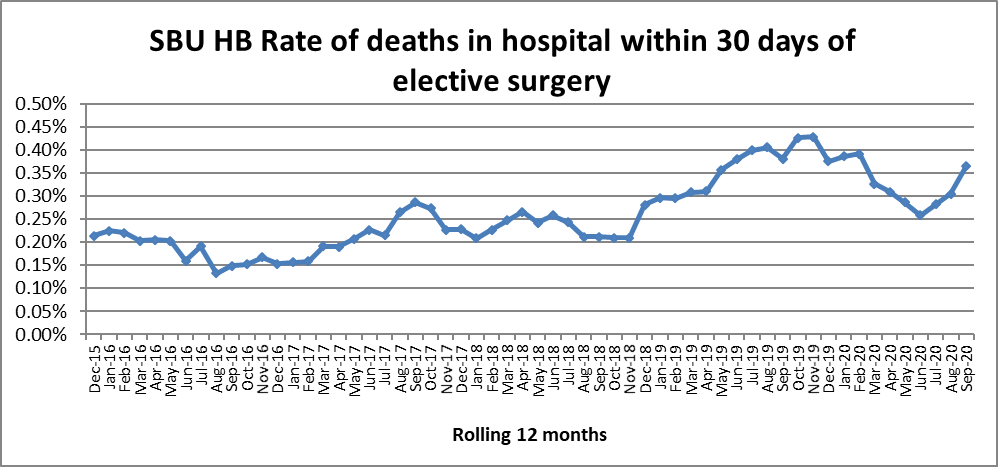 SBU HB Rate of deaths in hospital within 30 days of
elective surgery
0.50%
0.45%
0.40%
0.35%
0.30%
0.25%
0.20%
0.15%
0.10%
0.05%
0.00%
Dec-15
Jan-16
Feb-16
Mar-16
Apr-16
May-16
Jun-16
Jul-16
Aug-16
Sep-16
Oct-16
Nov-16
Dec-16
Jan-17
Feb-17
Mar-17
Apr-17
May-17
Jun-17
Jul-17
Aug-17
Sep-17
Oct-17
Nov-17
Dec-17
Jan-18
Feb-18
Mar-18
Apr-18
May-18
Jun-18
Jul-18
Aug-18
Sep-18
Oct-18
Nov-18
Dec-18
Jan-19
Feb-19
Mar-19
Apr-19
May-19
Jun-19
Jul-19
Aug-19
Sep-19
Oct-19
Nov-19
Dec-19
Jan-20
Feb-20
Mar-20
Apr-20
May-20
Jun-20
Jul-20
Aug-20
Sep-20
Rolling 12 months